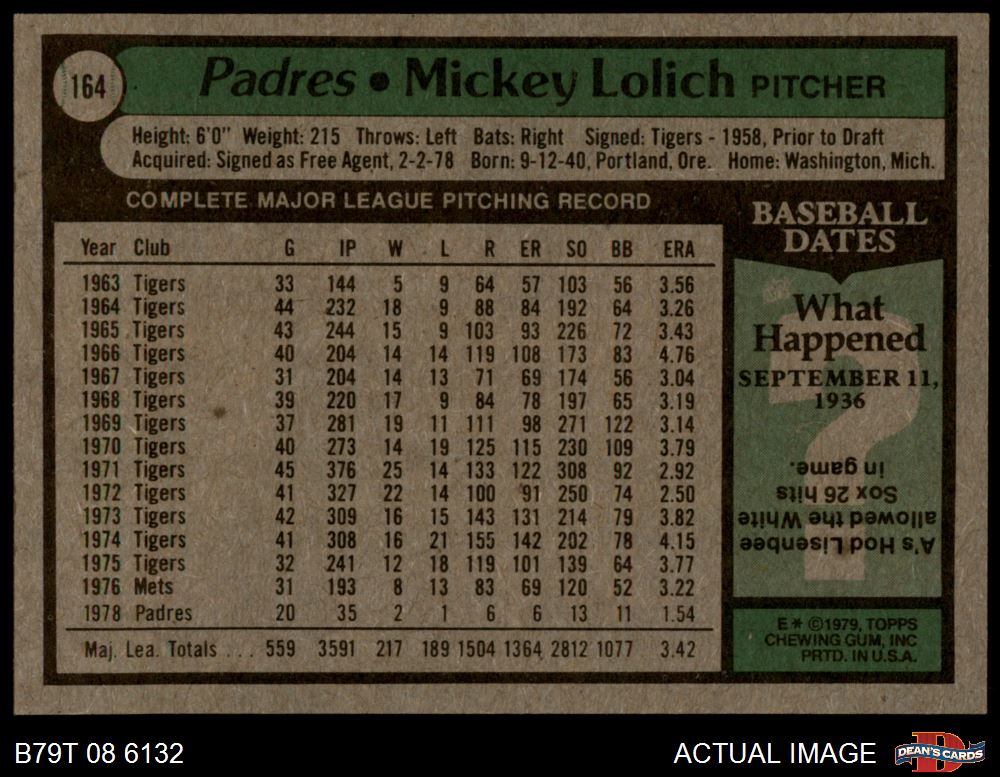 164
Padres • Mickey Lolich PITCHER
Height: 6'0" Weight: 215 Throws: Left Bats: Right Signed: Tigers - 1958, Prior to Draft
Acquired: Signed as Free Agent, 2-2-78 Born: 9-12-40, Portland, Ore. Home: Washington, Mich.
COMPLETE MAJOR LEAGUE PITCHING RECORD
Year Club G IP W L R ER SO BB ERA
1963 Tigers 33 144 5 9 64 57 103 56 3.56
1964 Tigers 44 232 18 9 88 84 192 64 3.26
1965 Tigers 43 244 15 9 103 93 226 72 3.43
1966 Tigers 40 204 14 14 119 108 173 83 4.76
1967 Tigers 31 204 14 13 71 69 174 56 3.04
1968 Tigers 39 220 17 9 84 78 197 65 3.19
1969 Tigers 37 281 19 11 111 98 271 122 3.14
1970 Tigers 40 273 14 19 125 115 230 109 3.79
1971 Tigers 45 376 25 14 133 122 308 92 2.92
1972 Tigers 41 327 22 14 100 91 250 74 2.50
1973 Tigers 42 309 16 15 143 131 214 79 3.82
1974 Tigers 41 308 16 21 155 142 202 78 4.15
1975 Tigers 32 241 12 18 119 101 139 64 3.77
1976 Mets 31 193 8 13 83 69 120 52 3.22
1978 Padres 20 35 2 1 6 6 13 11 1.54
Maj. Lea. Totals . . . 559 3591 217 189 1504 1364 2812 1077 3.42
BASEBALL
DATES
What
Happened
SEPTEMBER 11,
1936
A's Hod Lisenbee
allowed the White
Sox 26 hits
in game.
E * ©1979, TOPPS
CHEWING GUM, INC
PRTD. IN U.S.A.
B79T 08 6132
ACTUAL IMAGE
DEAN'S CARDS